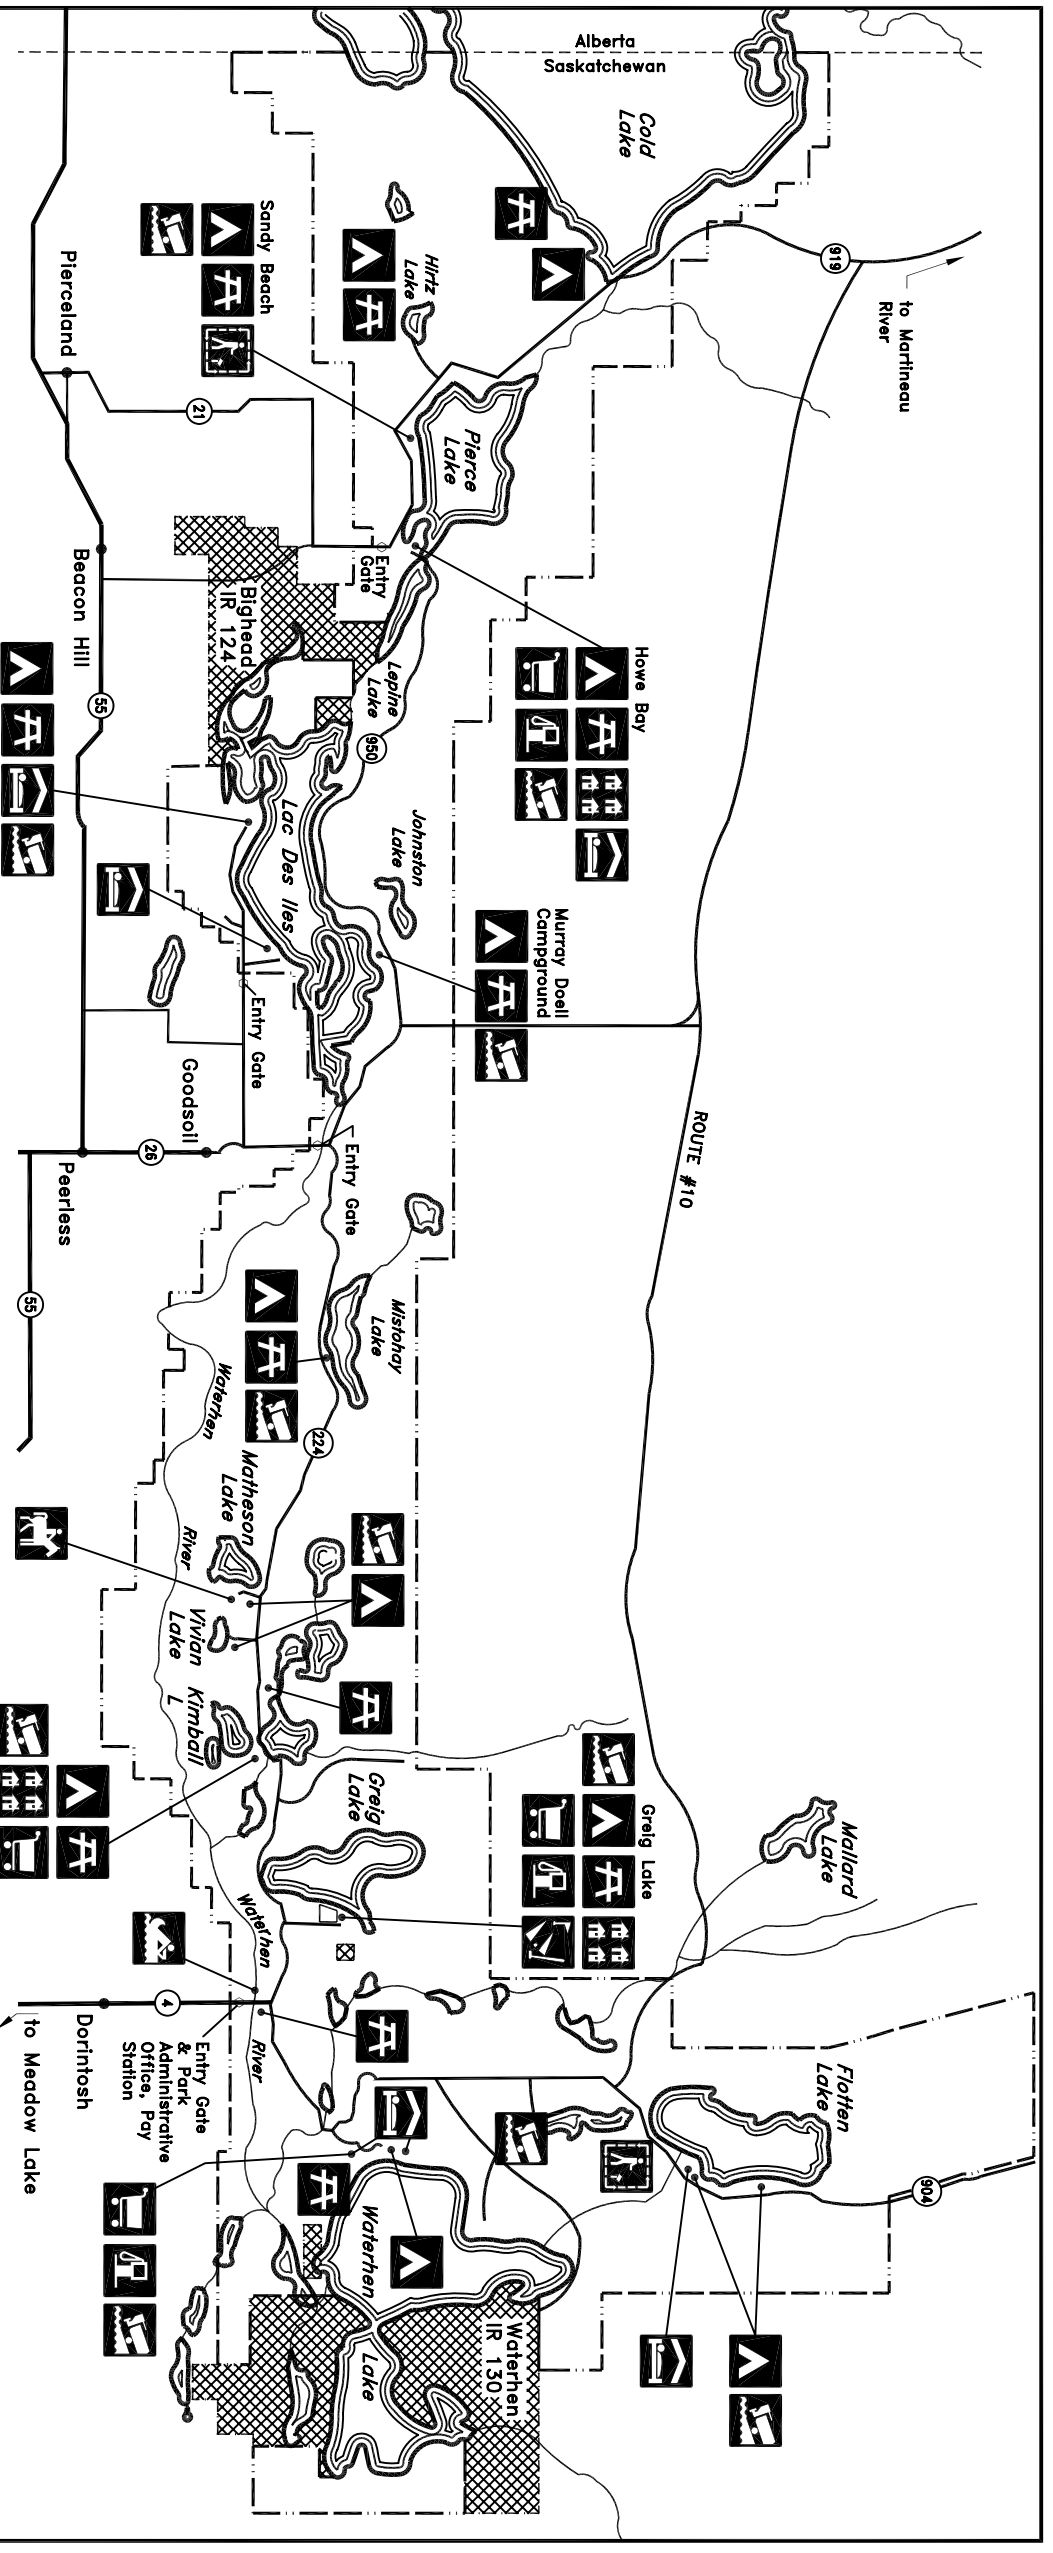 Alberta
Saskatchewan
Cold
Lake
919
to Martineau
River
Sandy Beach
Hirtz
Lake
Pierceland
21
Pierce
Lake
Entry
Gate
Beacon Hill
Bighead
IR 124
55
Lepine
Lake
950
Howe Bay
Lac Des Iles
Johnston
Lake
Murray Doell
Campground
Entry Gate
Goodsoil
26
Peerless
55
Entry Gate
ROUTE #10
Mistohay
Lake
224
Waterhen
River
Matheson
Lake
Vivian
Lake
Kimball
L
Greig
Lake
Greig Lake
Mallard
Lake
Waterhen
River
4
Dorintosh
to Meadow Lake
Entry Gate
& Park
Administrative
Office, Pay
Station
Flotten
Lake
904
Waterhen
Lake
Waterhen
IR 130